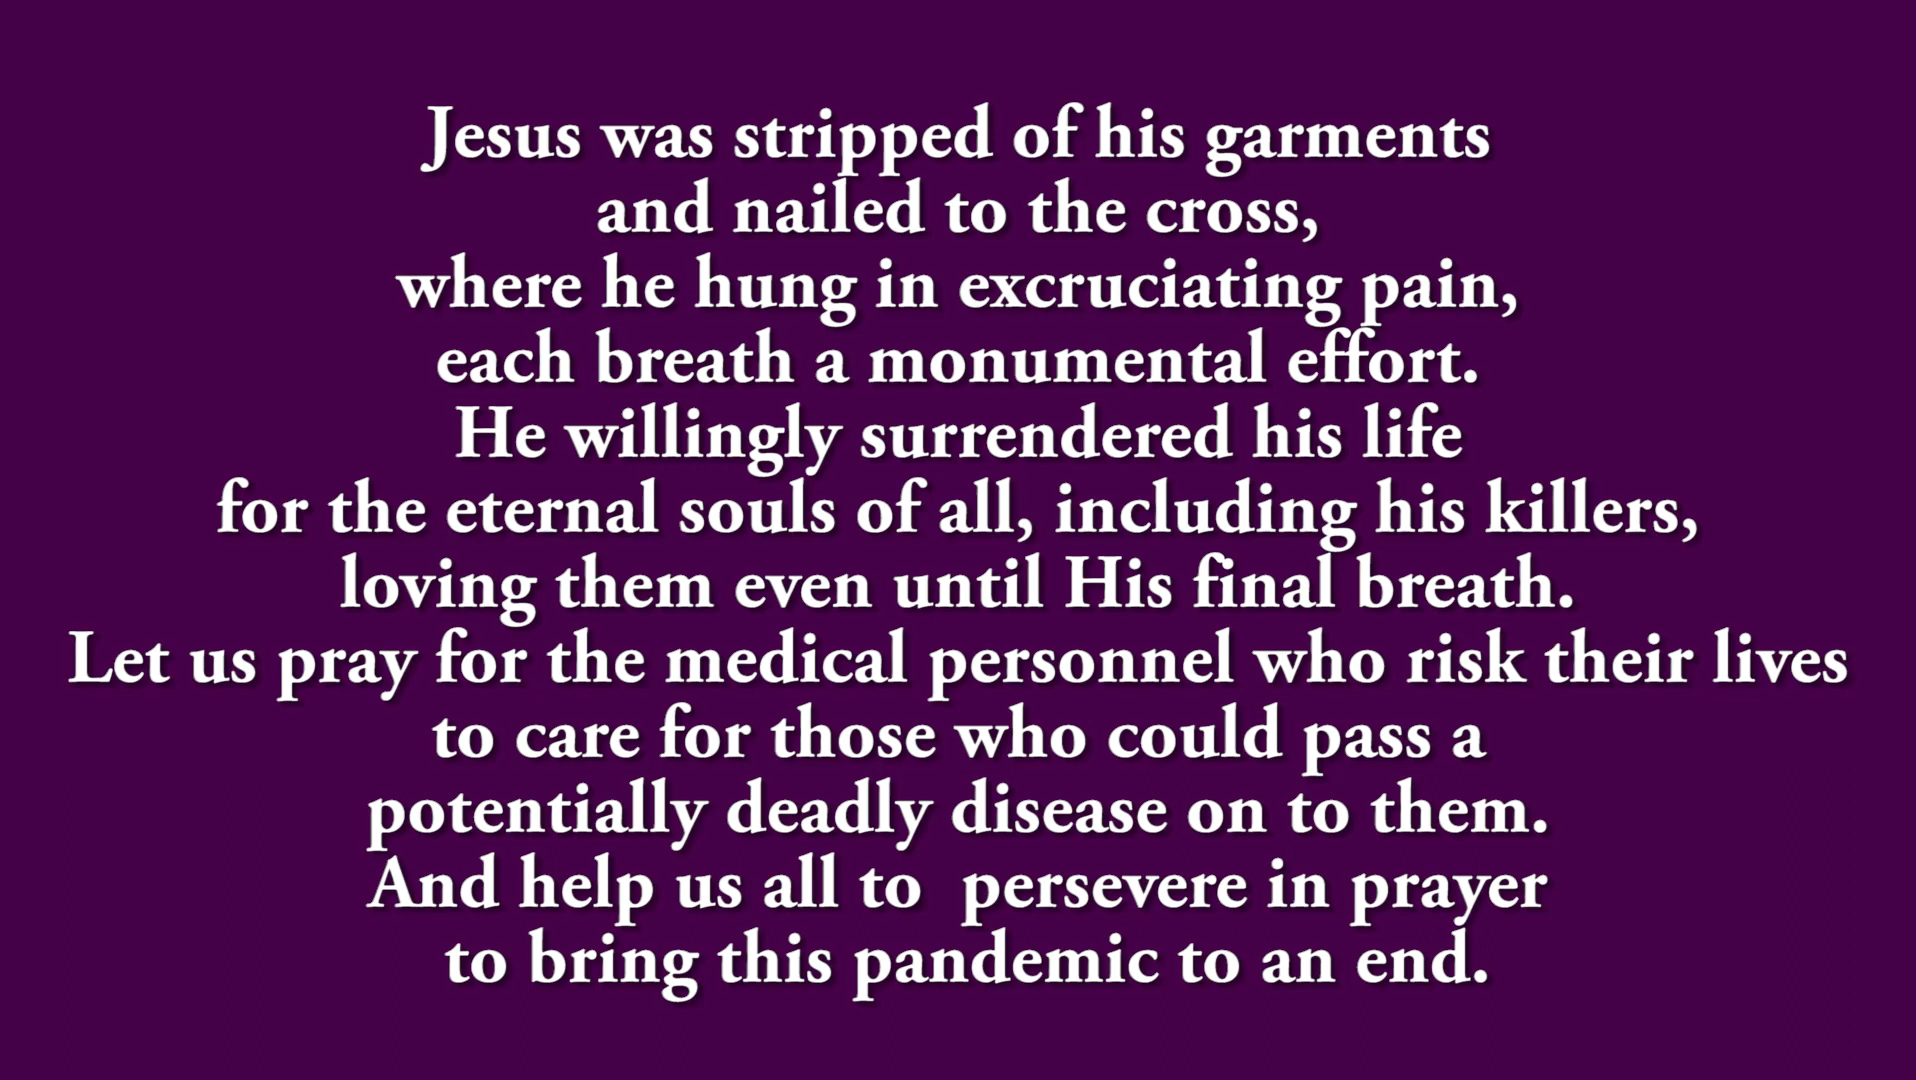 Jesus was stripped of his garments
and nailed to the cross,
where he hung in excruciating pain,
each breath a monumental effort.
He willingly surrendered his life
for the eternal souls of all, including his killers,
loving them even until His final breath.
Let us pray for the medical personnel who risk their lives
to care for those who could pass a
potentially deadly disease on to them.
And help us all to  persevere in prayer
to bring this pandemic to an end.